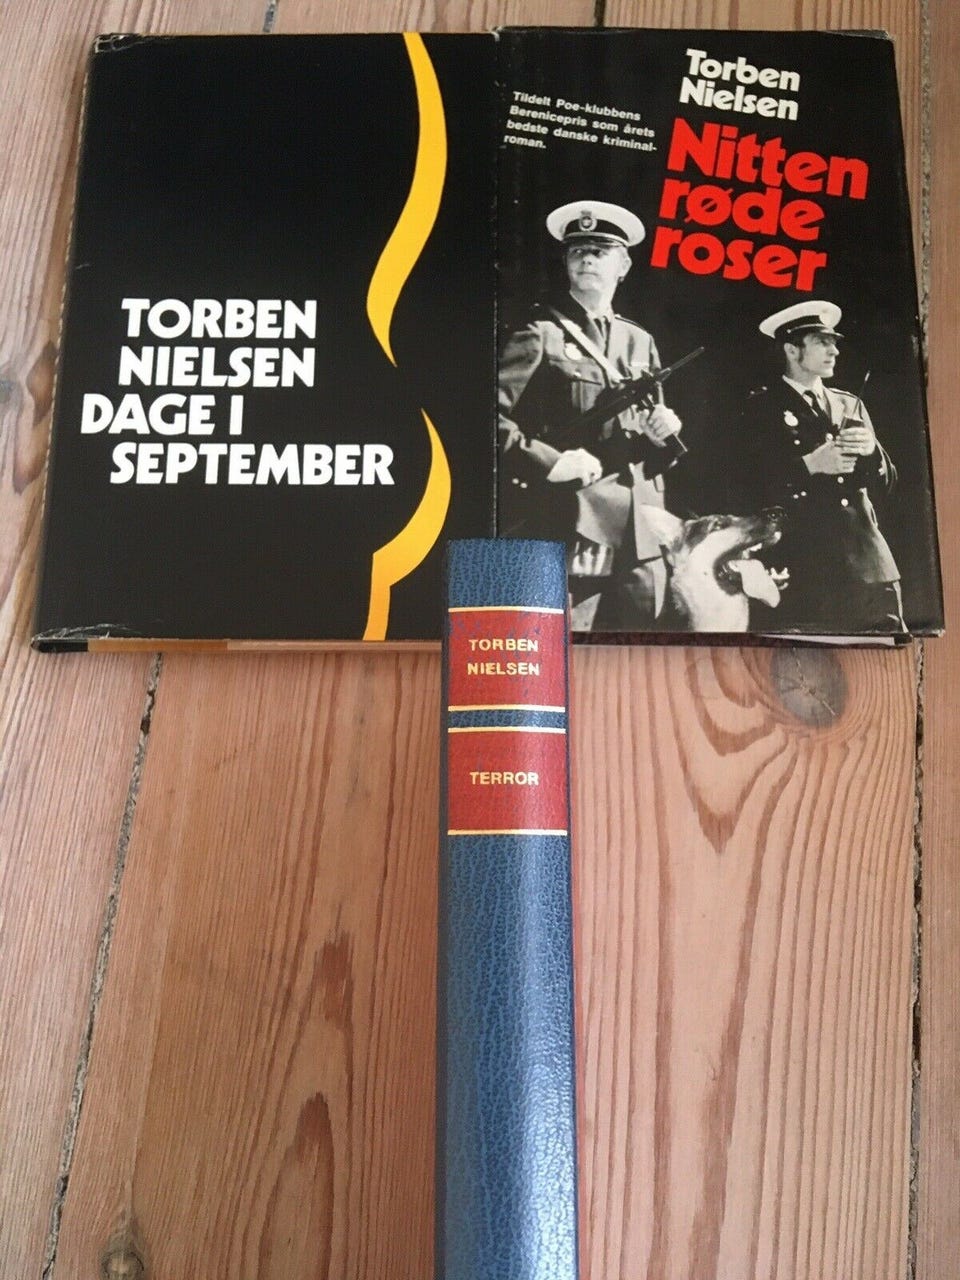 TORBEN
NIELSEN
DAGE I
SEPTEMBER
Torben
Nielsen
Tildelt Poe-klubbens
Berenicepris som årets
bedste danske kriminal-
roman.
Nitten
røde
roser
TORBEN
NIELSEN
TERROR